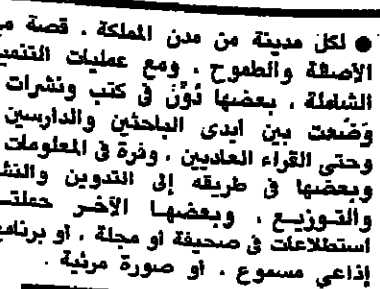 ● لكل مدينة من مدن المملكة ، قصة مع
الأصالة والطموح ، ومع عمليات التنمية
الشاملة ، بعضها دُوّن في كتب ونشرات
وضعت بين أيدي الباحثين والدارسين
وحتى القراء العاديين ، وفرة في المعلومات
وبعضها في طريقه إلى التدوين والنشر
والتوزيع ، وبعضها الآخر حملته
استطلاعات في صحيفة أو مجلة ، أو برنامج
إذاعي مسموع ، أو صورة مرئية .